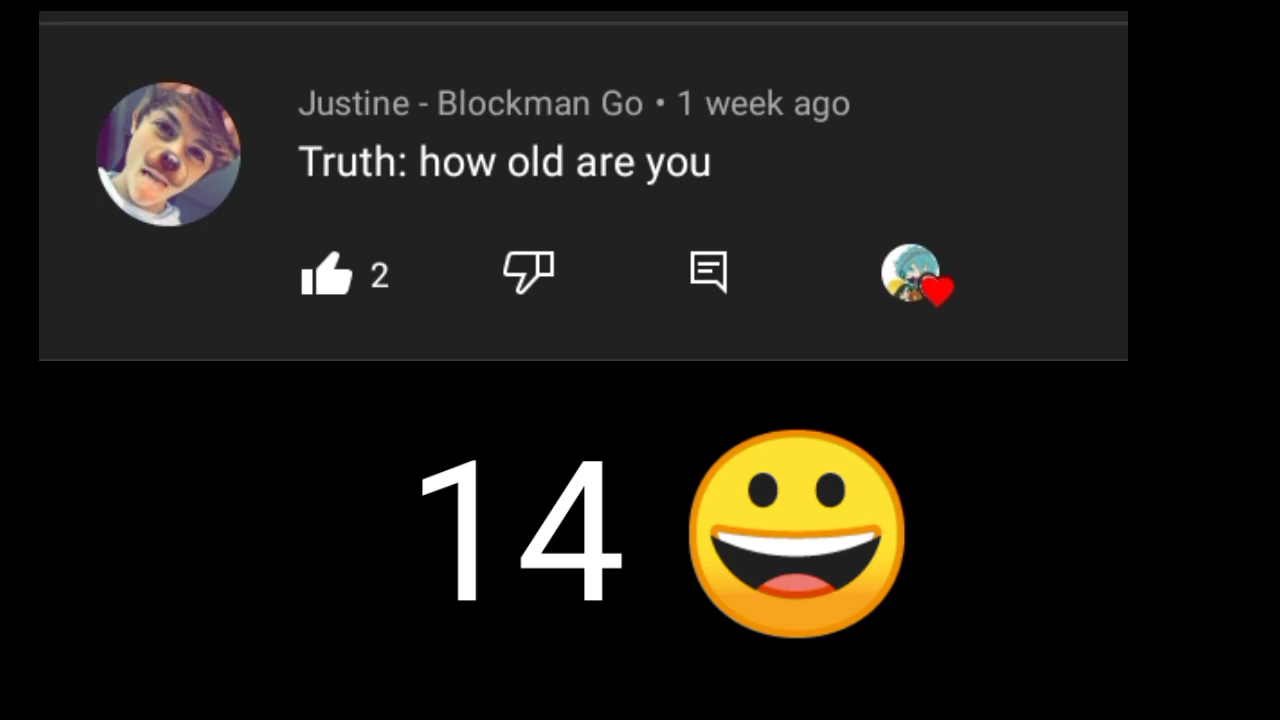 Justine - Blockman Go • 1 week ago
Truth: how old are you
2
14 😀